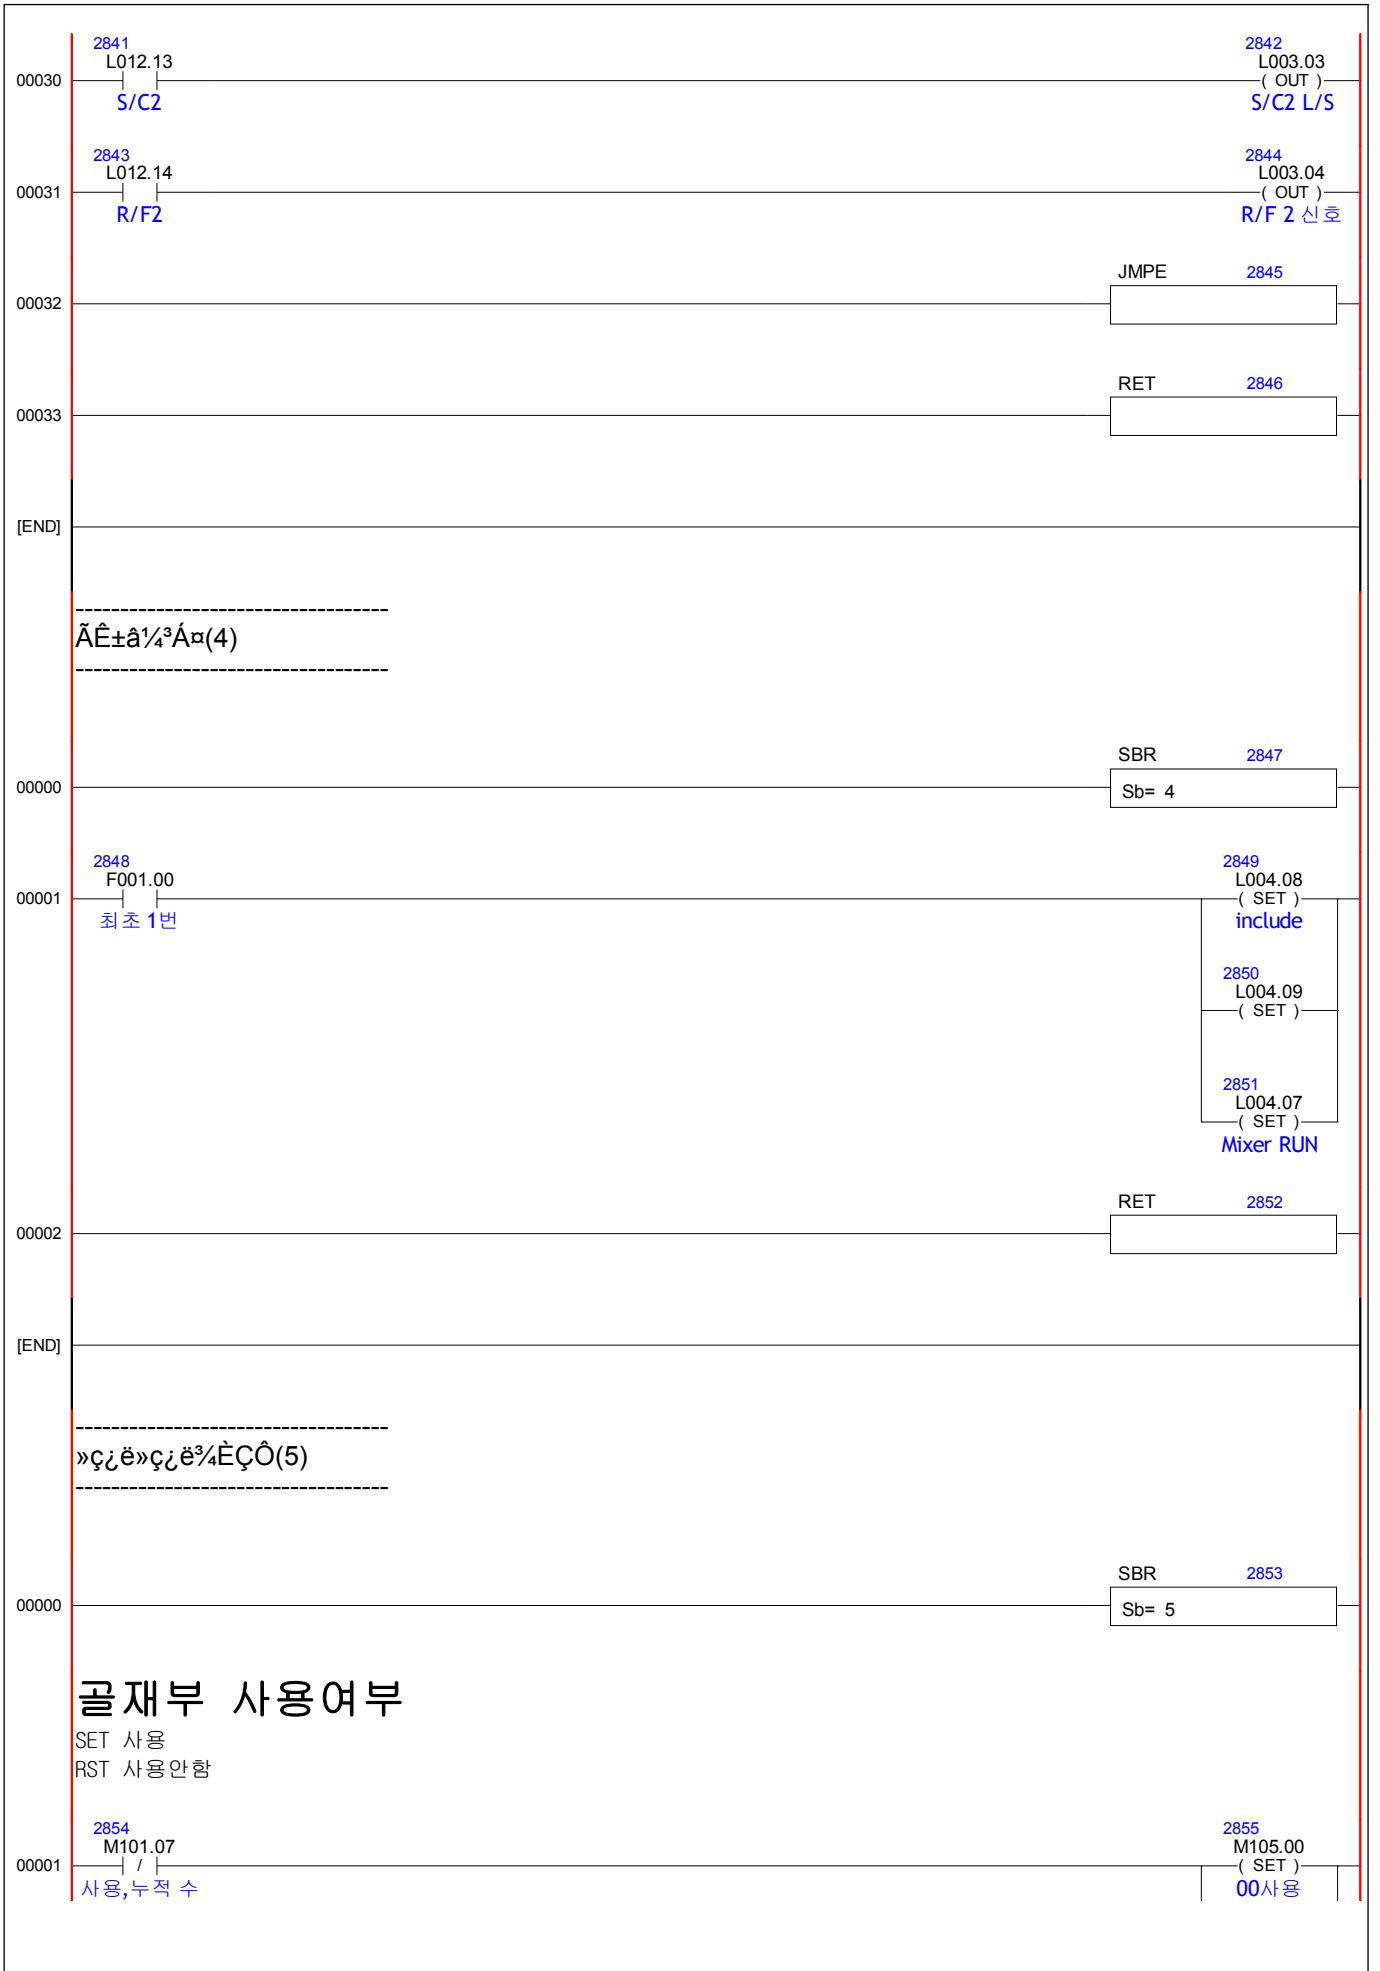 2841 2842
L012.13 L003.03
00030 ( OUT )
S/C2 S/C2 L/S
2843 2844
L012.14 L003.04
00031 ( OUT )
R/F2 R/F 2 신호
JMPE 2845
00032
RET 2846
00033
[END]
-----------------------------------
ÃÊ±â¼³Á¤(4)
-----------------------------------
SBR 2847
00000 Sb= 4
2848 2849
F001.00 L004.08
00001 ( SET )
최초 1번 include
2850
L004.09
( SET )
2851
L004.07
( SET )
Mixer RUN
RET 2852
00002
[END]
-----------------------------------
»ç¿ë»ç¿ë¾ÈÇÔ(5)
-----------------------------------
SBR 2853
00000 Sb= 5
골재부 사용여부
SET 사용
RST 사용안함
2854 2855
M101.07 M105.00
00001 / ( SET )
사용,누적 수 00사용